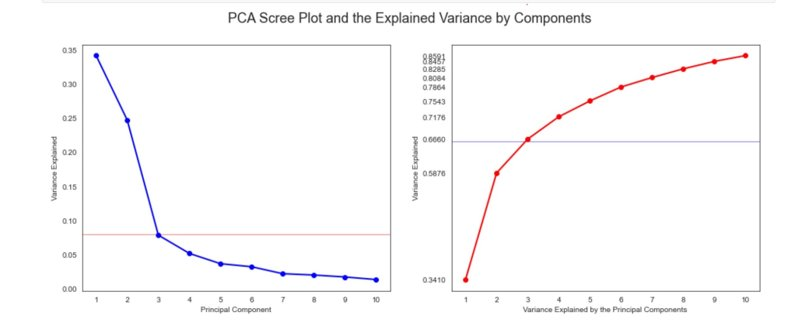 PCA Scree Plot and the Explained Variance by Components
0.35
0.30
0.25
0.20
0.15
0.10
0.05
0.00
Variance Explained
1 2 3 4 5 6 7 8 9 10
Principal Component
0.8591
0.8457
0.8285
0.8084
0.7864
0.7543
0.7176
0.6660
0.5876
0.3410
Variance Explained
1 2 3 4 5 6 7 8 9 10
Variance Explained by the Principal Components